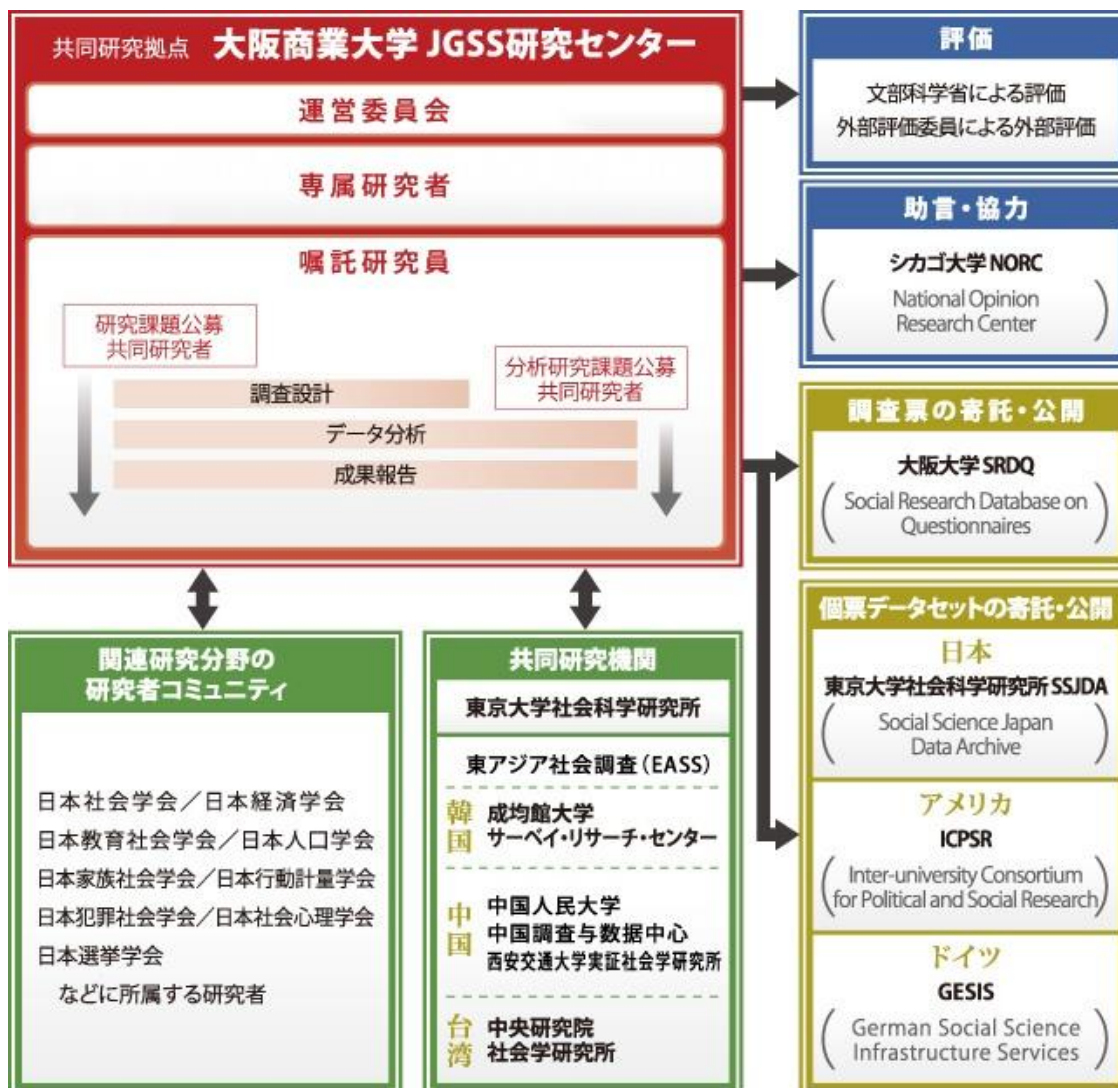 共同研究拠点 大阪商業大学 JGSS研究センター
運営委員会
専属研究者
嘱託研究員
研究課題公募
共同研究者
分析研究課題公募
共同研究者
調査設計
データ分析
成果報告
評価
文部科学省による評価
外部評価委員による外部評価
助言・協力
シカゴ大学 NORC
National Opinion
Research Center
調査票の寄託・公開
大阪大学 SRDQ
Social Research Database on
Questionnaires
個票データセットの寄託・公開
日本
東京大学社会科学研究所 SSJDA
Social Science Japan
Data Archive
アメリカ
ICPSR
Inter-university Consortium
for Political and Social Research
ドイツ
GESIS
German Social Science
Infrastructure Services
関連研究分野の
研究者コミュニティ
日本社会学会／日本経済学会
日本教育社会学会／日本人口学会
日本家族社会学会／日本行動計量学会
日本犯罪社会学会／日本社会心理学会
日本選挙学会
などに所属する研究者
共同研究機関
東京大学社会科学研究所
東アジア社会調査(EASS)
韓国
成均館大学
サーベイ・リサーチ・センター
中国
中国人民大学
中国調査与数据中心
西安交通大学実証社会学研究所
台湾
中央研究院
社会学研究所